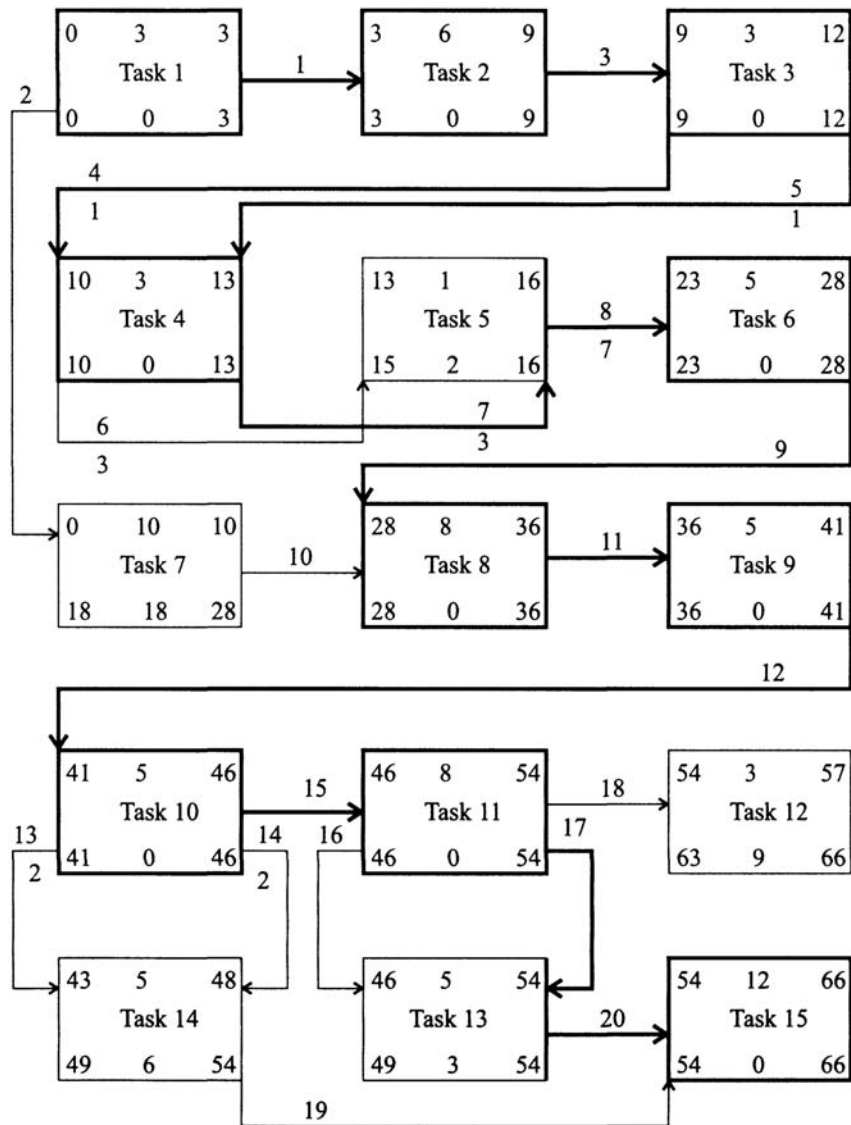 0 3 3 3 6 9 9 3 12
Task 1 1 Task 2 3 Task 3
2
0 0 3 3 0 9 9 0 12
4 5
1 1
10 3 13 13 1 16 23 5 28
Task 4 Task 5 8 Task 6
7
10 0 13 15 2 16 23 0 28
6 7
3 3 9
0 10 10 28 8 36 36 5 41
Task 7 10 Task 8 11 Task 9
18 18 28 28 0 36 36 0 41
12
41 5 46 46 8 54 54 3 57
Task 10 15 Task 11 18 Task 12
13 14 16 17
41 0 46 46 0 54 63 9 66
2 2
43 5 48 46 5 54 54 12 66
Task 14 Task 13 20 Task 15
49 6 54 49 3 54 54 0 66
19